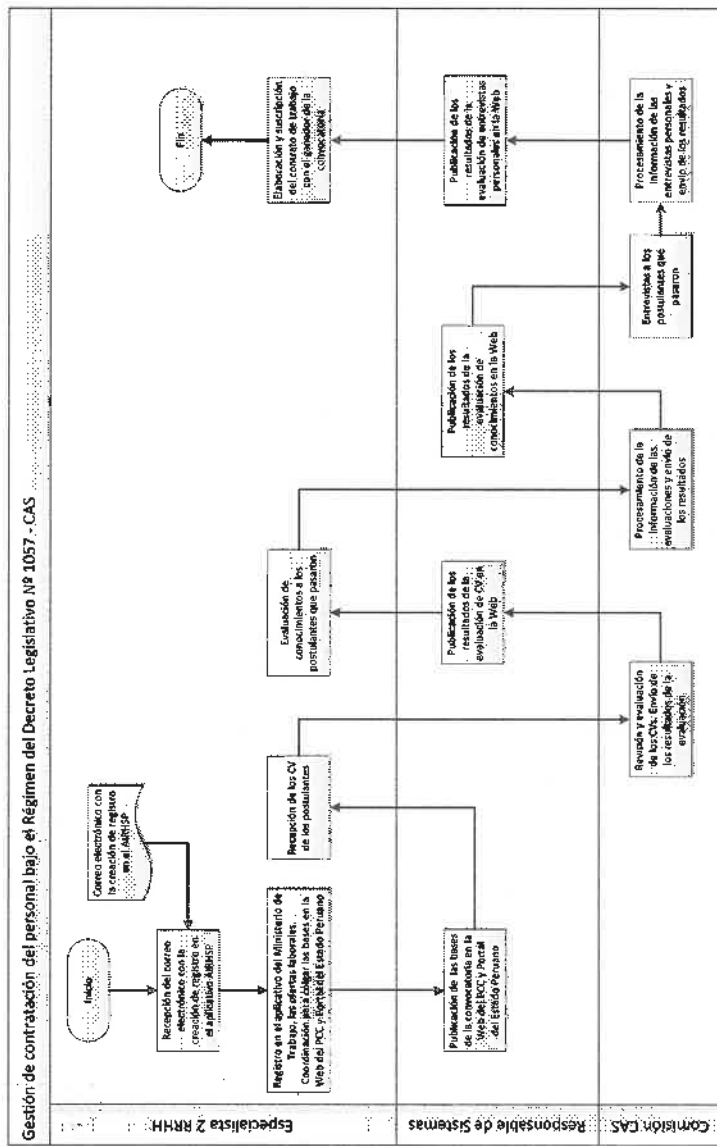 Gestión de contratación del personal bajo el Régimen del Decreto Legislativo Nº 1057 - CAS
Especialista 2 RRHH
Inicio
Correo electrónico con
la creación de registro
en el AIRHSP
Recepción del correo
electrónico con la
creación de registro en
el aplicativo AIRHSP
Registro en el aplicativo del Ministerio de
Trabajo, las ofertas laborales.
Coordinación para colgar las bases en la
Web del PCC y Portal del Estado Peruano
Recepción de los CV
de los postulantes
Evaluación de
conocimientos a los
postulantes que pasaron
Elaboración y suscripción
del contrato de trabajo
con el ganador de la
convocatoria
Fin
Responsable de Sistemas
Publicación de las bases
de la convocatoria en la
Web del PCC y Portal
del Estado Peruano
Publicación de los
resultados de la
evaluación de CV en
la Web
Publicación de los
resultados de la
evaluación de
conocimientos en la Web
Publicación de los
resultados de la
evaluación de entrevistas
personales en la Web
Comisión CAS
Revisión y evaluación
de los CVs. Envío de
los resultados de la
evaluación
Procesamiento de la
Información de las
evaluaciones y envío de
los resultados
Entrevistas a los
postulantes que
pasaron
Procesamiento de la
Información de las
entrevistas personales y
envío de los resultados